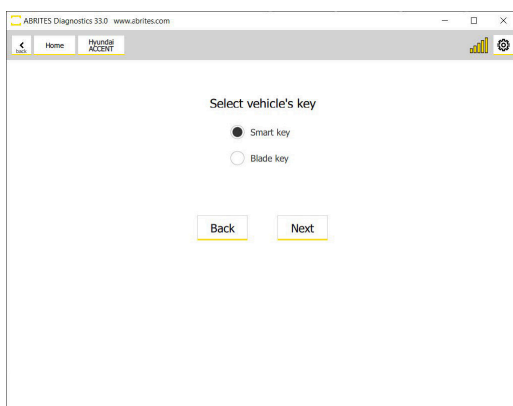 ABRITES Diagnostics 33.0 www.abrites.com
back
Home
Hyundai
ACCENT
Select vehicle's key
Smart key
Blade key
Back
Next